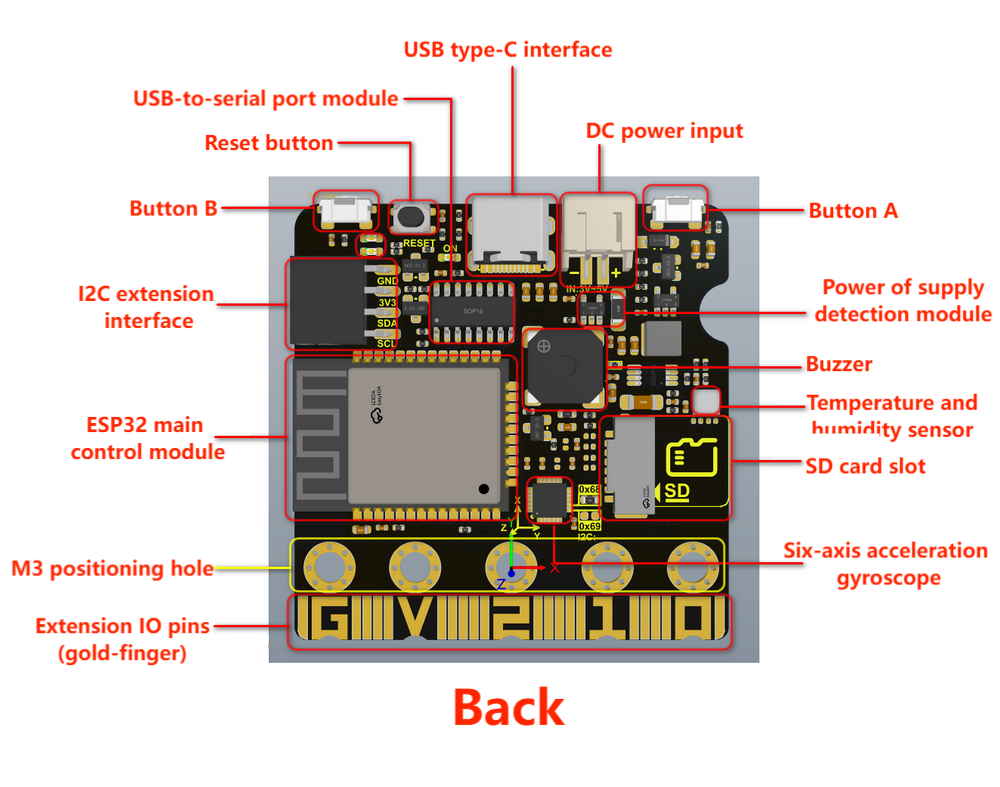 USB type-C interface
USB-to-serial port module
DC power input
Reset button
Button B
Button A
RESET
ON
GND
3V3
SDA
SCL
IN:3V~5V
- +
SOP16
I2C extension
interface
Power of supply
detection module
Buzzer
ESP32 main
control module
Temperature and
humidity sensor
SD card slot
SD
0x68
0x69
I2C:
X
Z
Y
X
Z
Six-axis acceleration
gyroscope
M3 positioning hole
G V 2 1 0
Extension IO pins
(gold-finger)
Back